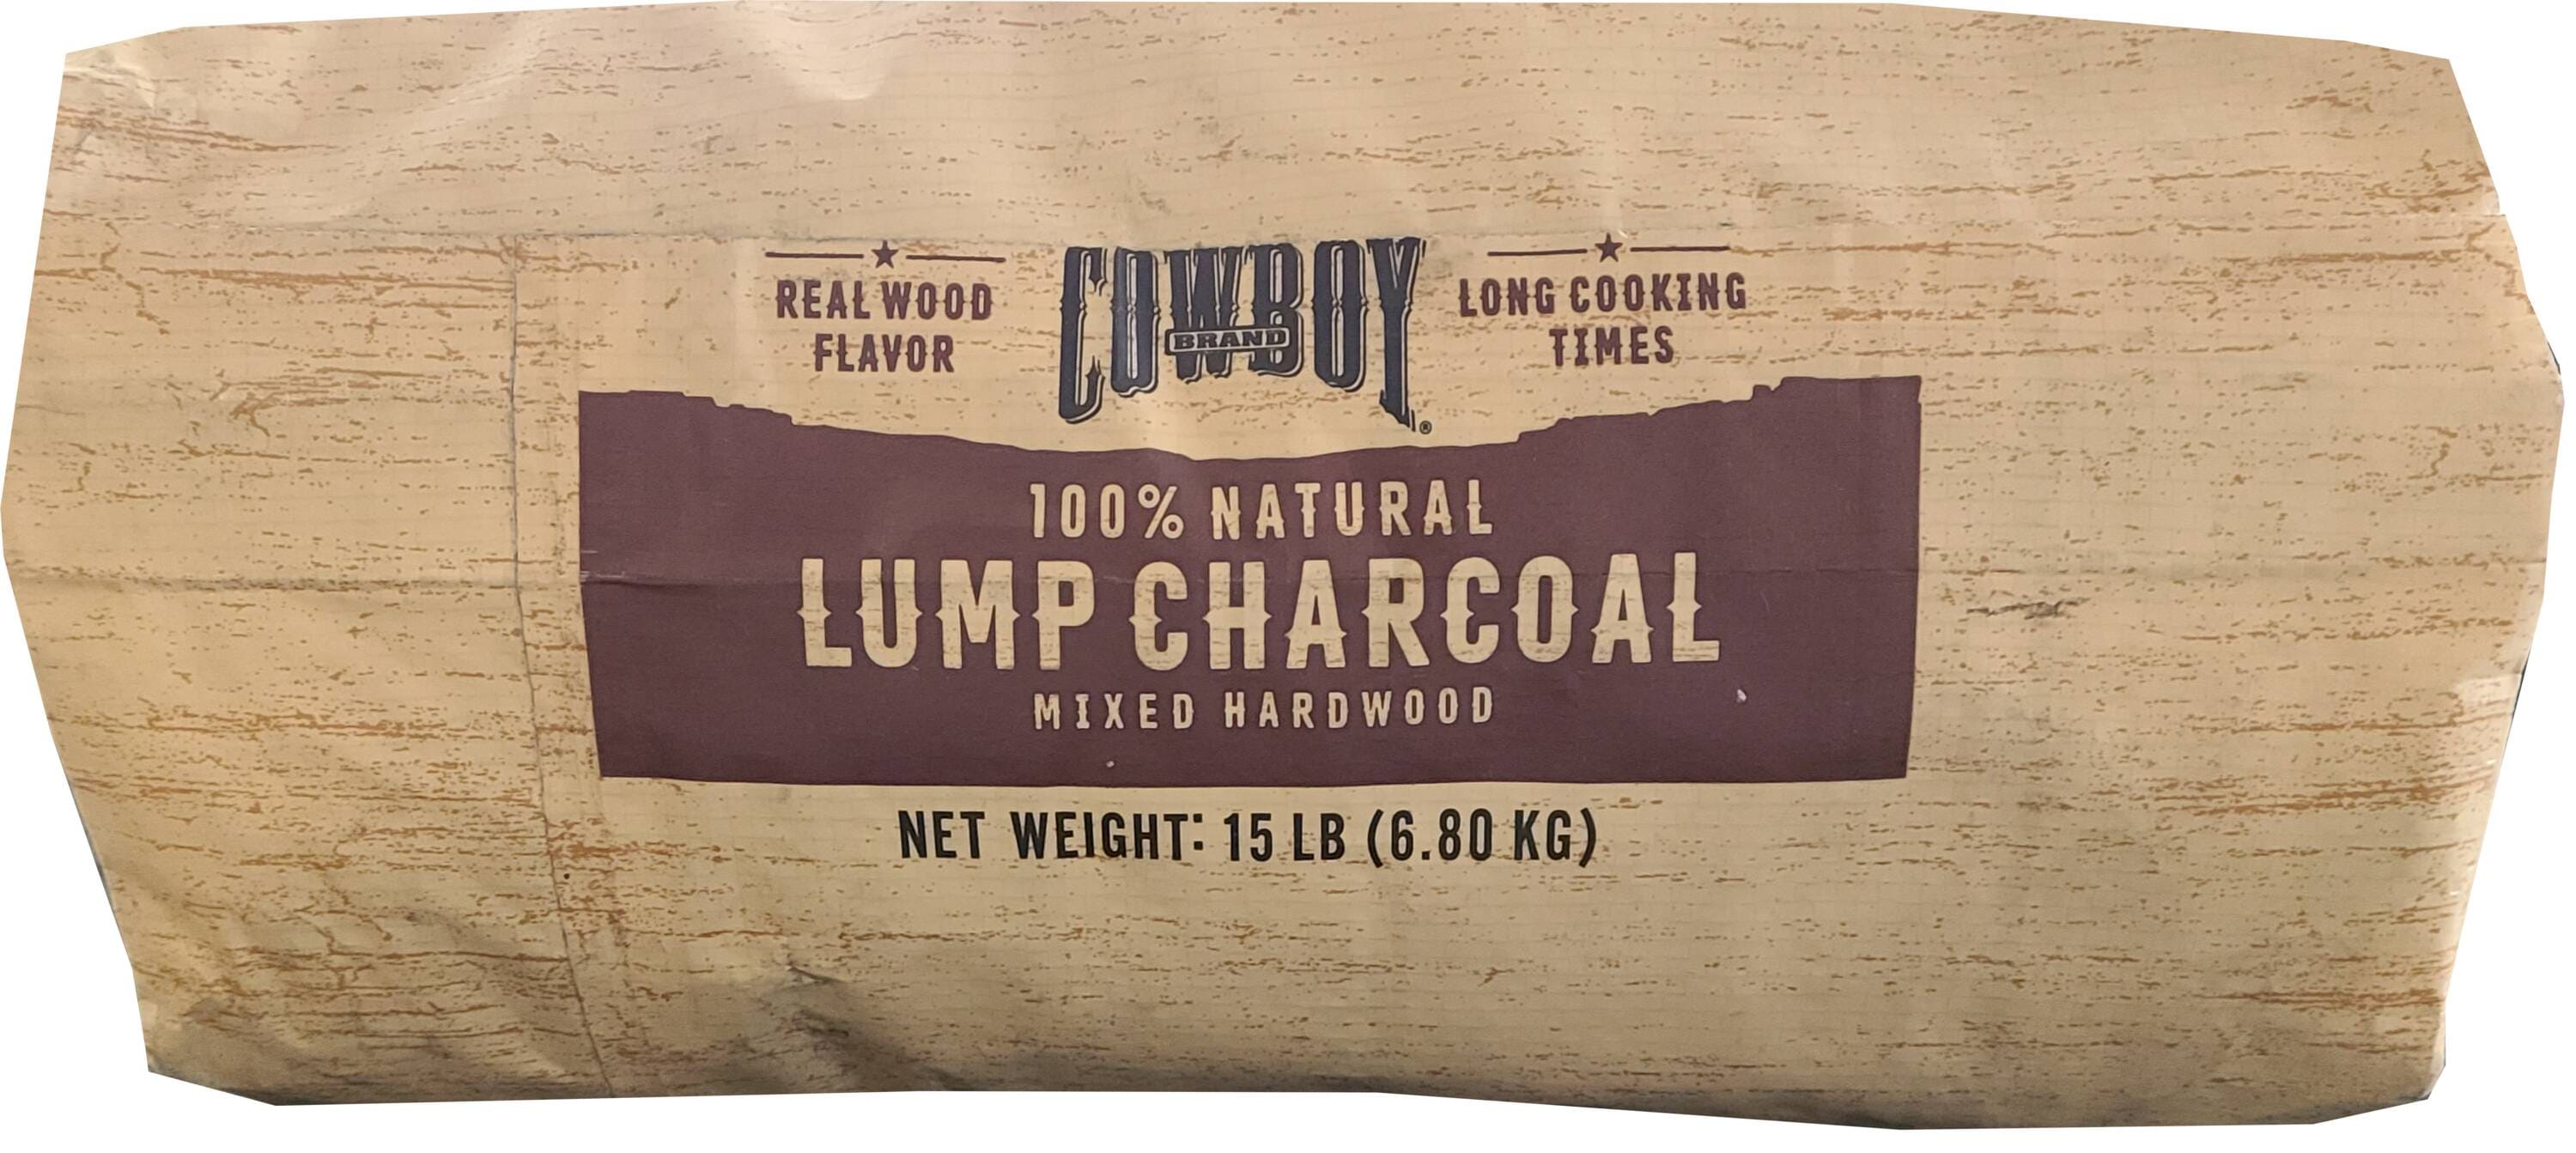 REAL WOOD
FLAVOR
COWBOY
BRAND
®
LONG COOKING
TIMES
100% NATURAL
LUMP CHARCOAL
MIXED HARDWOOD
NET WEIGHT: 15 LB (6.80 KG)